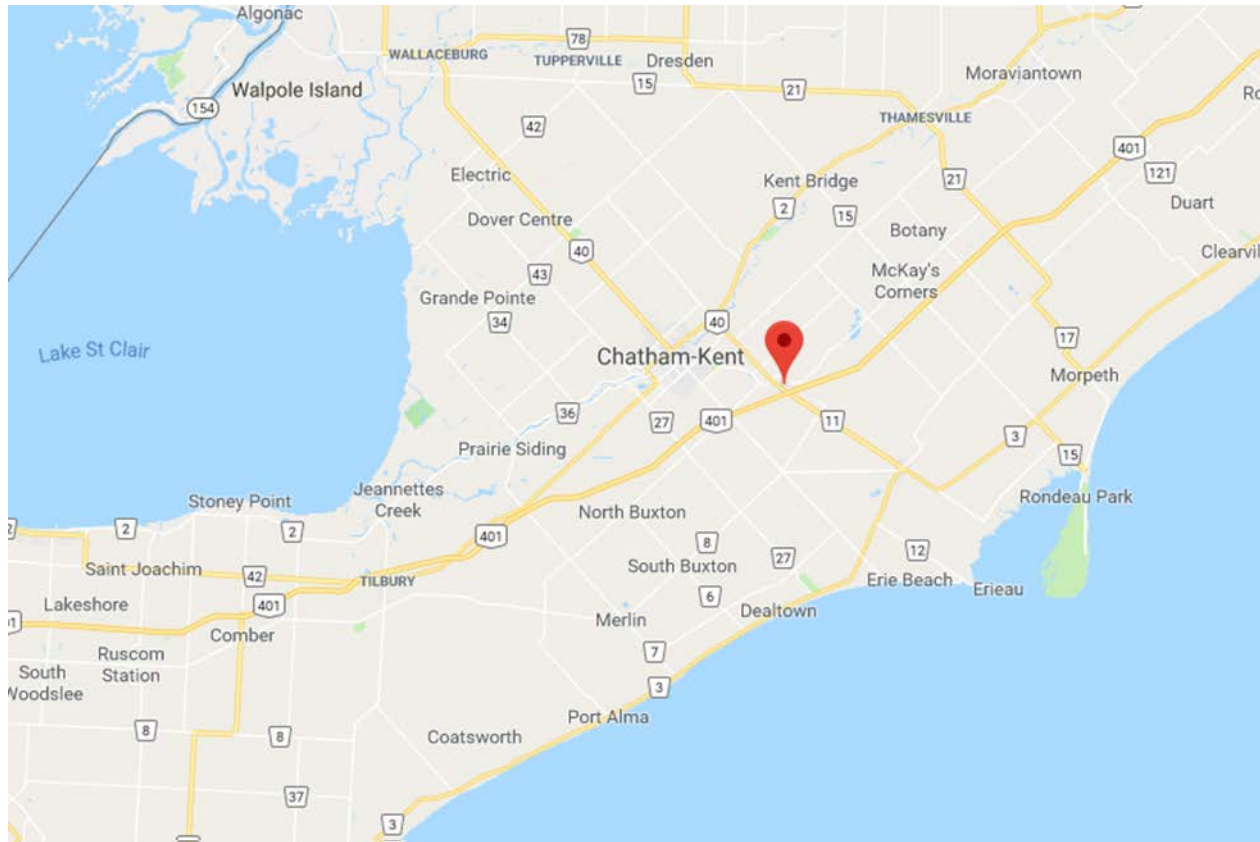 Algonac
78
WALLACEBURG
TUPPERVILLE
Dresden
Moraviantown
15
21
Walpole Island
154
THAMESVILLE
42
401
Electric
Kent Bridge
21
121
2
15
Duart
Dover Centre
Botany
40
Clearvil
43
McKay's
Corners
Grande Pointe
34
40
17
Lake St Clair
Chatham-Kent
Morpeth
36
27
401
11
3
Prairie Siding
15
Jeannettes
Creek
Stoney Point
Rondeau Park
North Buxton
2
2
401
8
12
27
Saint Joachim
42
TILBURY
South Buxton
Erie Beach
Erieau
Lakeshore
401
6
Dealtown
01
Comber
Merlin
Ruscom
Station
7
South
Woodslee
3
Port Alma
8
8
Coatsworth
37
3